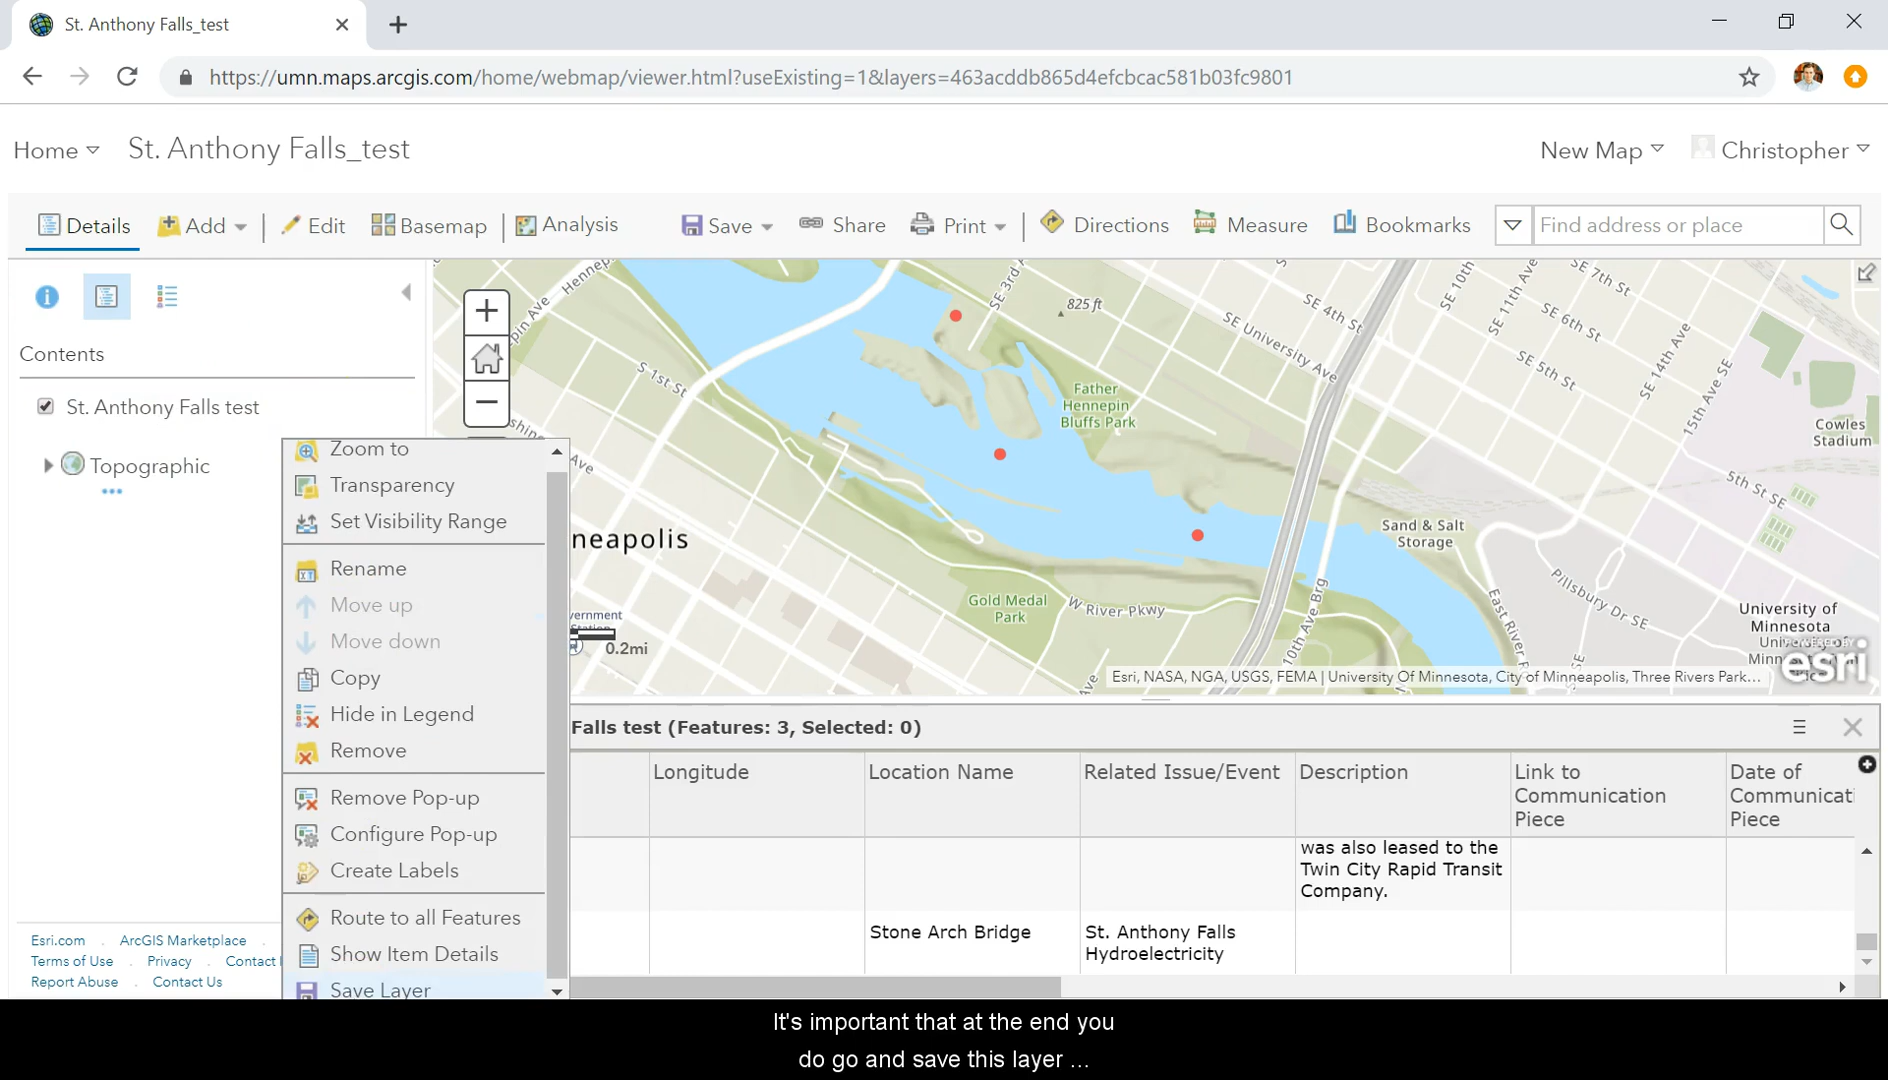 St. Anthony Falls_test
https://umn.maps.arcgis.com/home/webmap/viewer.html?useExisting=1&layers=463acddb865d4efcbcac581b03fc9801
Home
St. Anthony Falls_test
New Map
Christopher
Details
Add
Edit
Basemap
Analysis
Save
Share
Print
Directions
Measure
Bookmarks
Find address or place
Contents
St. Anthony Falls test
Topographic
Zoom to
Transparency
Set Visibility Range
Rename
Move up
Move down
Copy
Hide in Legend
Remove
Remove Pop-up
Configure Pop-up
Create Labels
Route to all Features
Show Item Details
Save Layer
Esri.com . ArcGIS Marketplace .
Terms of Use . Privacy . Contact
Report Abuse . Contact Us
Hennepin Ave
S 1st St
SE 3rd
825 ft
SE University Ave
SE 4th St
SE 5th St
SE 6th St
SE 7th St
SE 10th
SE 11th Ave
SE 14th Ave
15th Ave SE
5th St SE
Father
Hennepin
Bluffs Park
Cowles
Stadium
Sand & Salt
Storage
neapolis
Gold Medal
Park
W River Pkwy
10th Ave Brg
East River
Pillsbury Dr SE
University of
Minnesota
0.2mi
POWERED BY
esri
Esri, NASA, NGA, USGS, FEMA | University Of Minnesota, City of Minneapolis, Three Rivers Park...
Falls test (Features: 3, Selected: 0)
Longitude
Location Name
Related Issue/Event
Description
Link to
Communication
Piece
Date of
Communicati
Piece
was also leased to the
Twin City Rapid Transit
Company.
Stone Arch Bridge
St. Anthony Falls
Hydroelectricity
It's important that at the end you
do go and save this layer ...